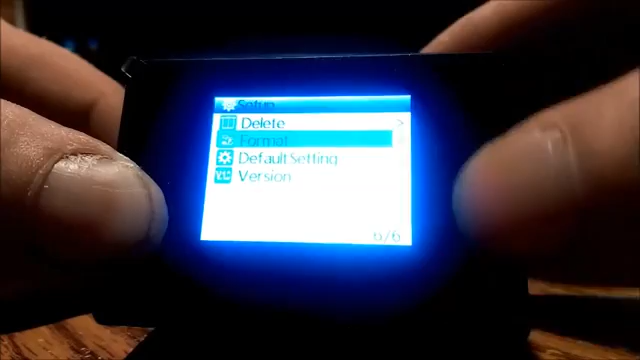 Setup
Delete >
Format
Default Setting
Version
6/6